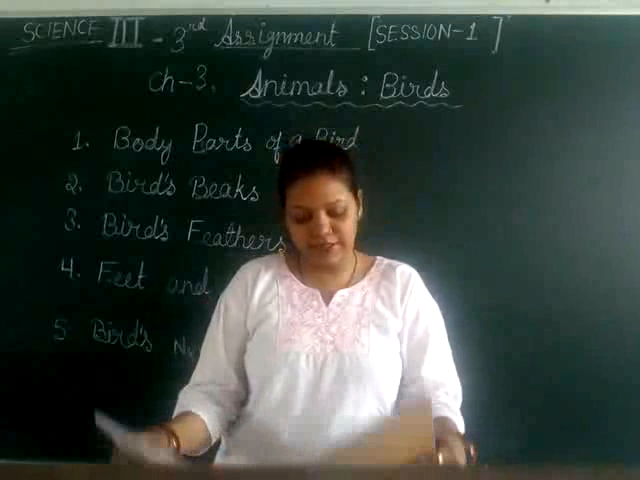 SCIENCE III - 3rd Assignment [SESSION-1]
Ch-3. Animals : Birds
1. Body Parts of a Bird
2. Bird's Beaks
3. Bird's Feathers
4. Feet and
5 Bird's